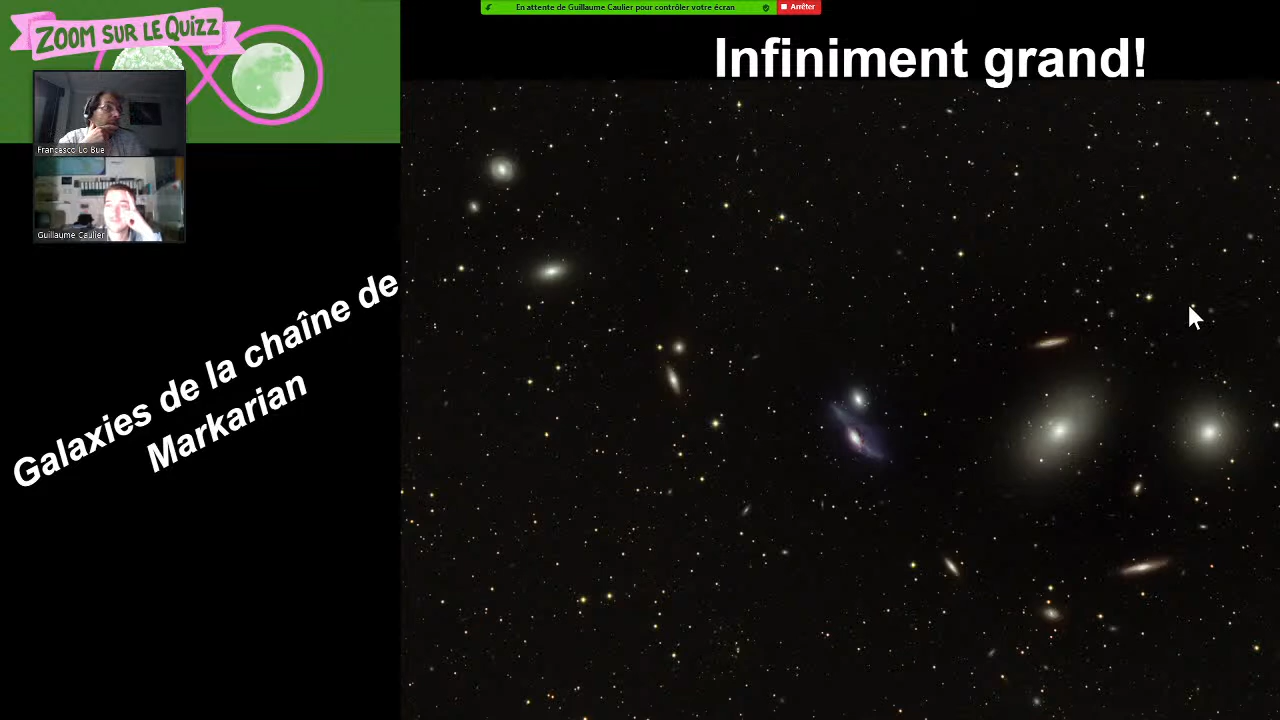 En attente de Guillaume Caulier pour contrôler votre écran
Arrêter
ZOOM SUR LE QUIZZ
Infiniment grand!
Francesco Lo Bue
Guillaume Caulier
Galaxies de la chaîne de
Markarian